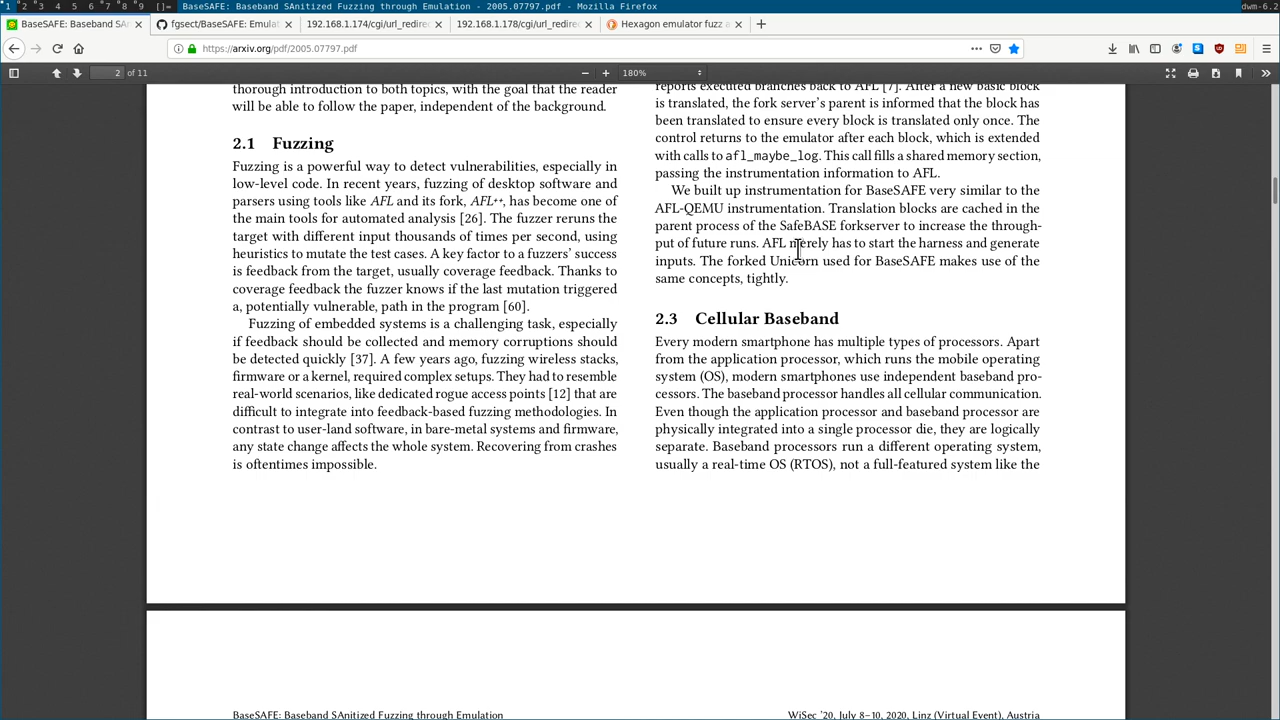 1 2 3 4 5 6 7 8 9 []= BaseSAFE: Baseband SAnitized Fuzzing through Emulation - 2005.07797.pdf - Mozilla Firefox dwm-6.2
BaseSAFE: Baseband SAn
fgsect/BaseSAFE: Emulat
192.168.1.174/cgi/url_redire
192.168.1.178/cgi/url_redire
Hexagon emulator fuzz a
https://arxiv.org/pdf/2005.07797.pdf
2 of 11
180%
thorough introduction to both topics, with the goal that the reader
will be able to follow the paper, independent of the background.
2.1 Fuzzing
Fuzzing is a powerful way to detect vulnerabilities, especially in
low-level code. In recent years, fuzzing of desktop software and
parsers using tools like AFL and its fork, AFL++, has become one of
the main tools for automated analysis [26]. The fuzzer reruns the
target with different input thousands of times per second, using
heuristics to mutate the test cases. A key factor to a fuzzers’ success
is feedback from the target, usually coverage feedback. Thanks to
coverage feedback the fuzzer knows if the last mutation triggered
a, potentially vulnerable, path in the program [60].
Fuzzing of embedded systems is a challenging task, especially
if feedback should be collected and memory corruptions should
be detected quickly [37]. A few years ago, fuzzing wireless stacks,
firmware or a kernel, required complex setups. They had to resemble
real-world scenarios, like dedicated rogue access points [12] that are
difficult to integrate into feedback-based fuzzing methodologies. In
contrast to user-land software, in bare-metal systems and firmware,
any state change affects the whole system. Recovering from crashes
is oftentimes impossible.
reports executed branches back to AFL [7]. After a new basic block
is translated, the fork server’s parent is informed that the block has
been translated to ensure every block is translated only once. The
control returns to the emulator after each block, which is extended
with calls to afl_maybe_log. This call fills a shared memory section,
passing the instrumentation information to AFL.
We built up instrumentation for BaseSAFE very similar to the
AFL-QEMU instrumentation. Translation blocks are cached in the
parent process of the SafeBASE forkserver to increase the through-
put of future runs. AFL merely has to start the harness and generate
inputs. The forked Unicorn used for BaseSAFE makes use of the
same concepts, tightly.
2.3 Cellular Baseband
Every modern smartphone has multiple types of processors. Apart
from the application processor, which runs the mobile operating
system (OS), modern smartphones use independent baseband pro-
cessors. The baseband processor handles all cellular communication.
Even though the application processor and baseband processor are
physically integrated into a single processor die, they are logically
separate. Baseband processors run a different operating system,
usually a real-time OS (RTOS), not a full-featured system like the
BaseSAFE: Baseband SAnitized Fuzzing through Emulation
WiSec ’20, July 8–10, 2020, Linz (Virtual Event), Austria